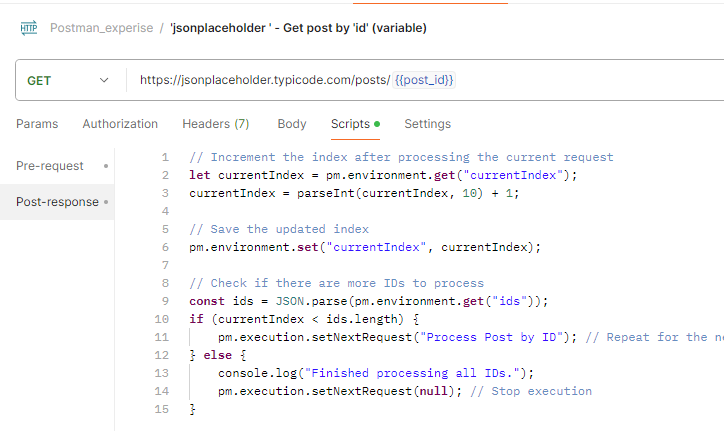 HTTP Postman_experise / 'jsonplaceholder ' - Get post by 'id' (variable)
GET https://jsonplaceholder.typicode.com/posts/ {{post_id}}
Params Authorization Headers (7) Body Scripts Settings
Pre-request
Post-response
1 // Increment the index after processing the current request
2 let currentIndex = pm.environment.get("currentIndex");
3 currentIndex = parseInt(currentIndex, 10) + 1;
4
5 // Save the updated index
6 pm.environment.set("currentIndex", currentIndex);
7
8 // Check if there are more IDs to process
9 const ids = JSON.parse(pm.environment.get("ids"));
10 if (currentIndex < ids.length) {
11 pm.execution.setNextRequest("Process Post by ID"); // Repeat for the
12 } else {
13 console.log("Finished processing all IDs.");
14 pm.execution.setNextRequest(null); // Stop execution
15 }